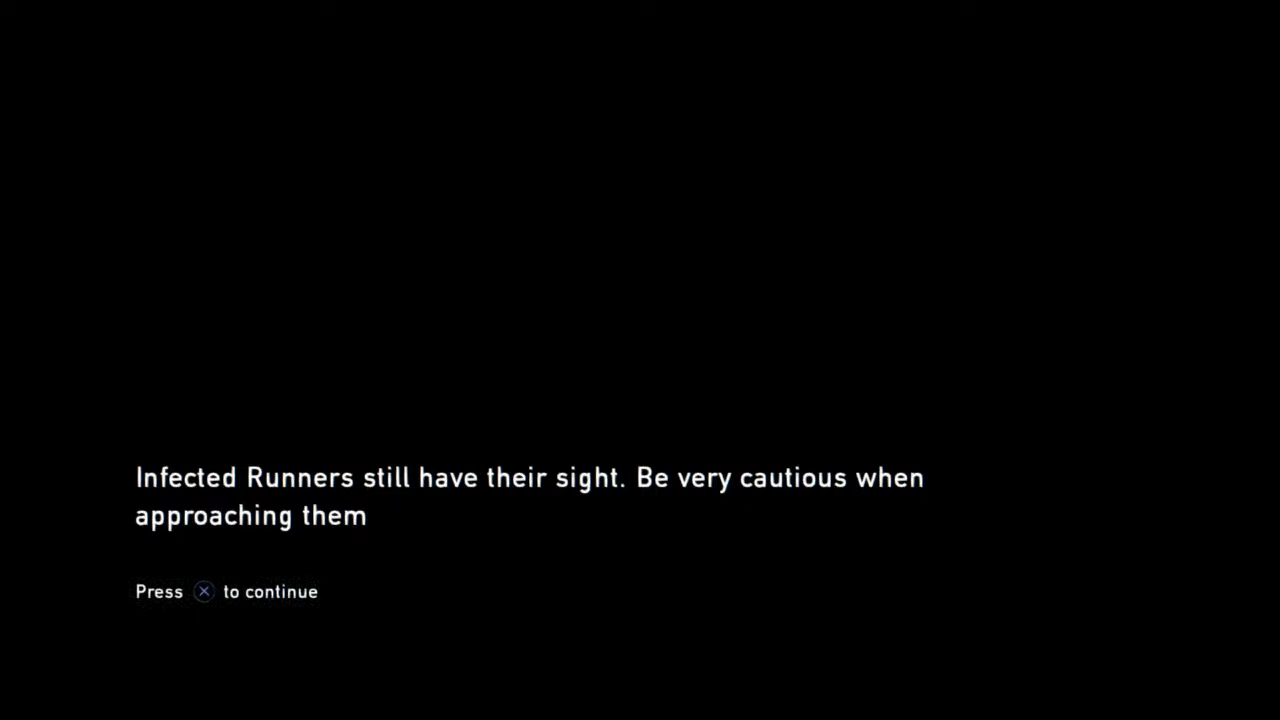 Infected Runners still have their sight. Be very cautious when
approaching them
Press ⓧ to continue